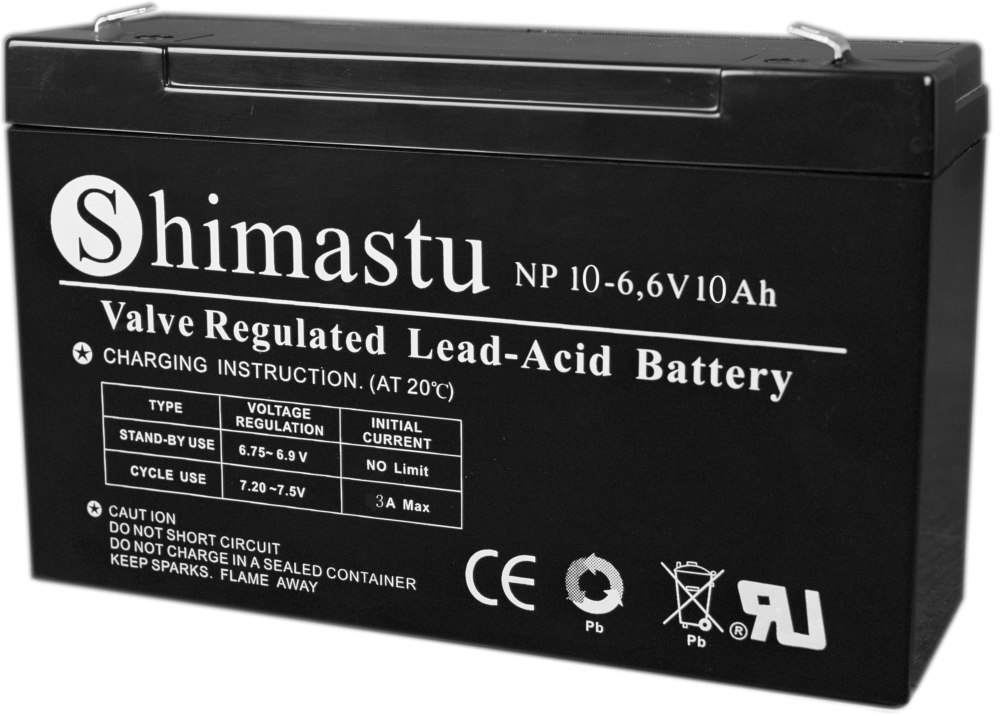 Shimastu NP 10-6,6V10Ah
Valve Regulated Lead-Acid Battery
CHARGING INSTRUCTION. (AT 20℃)
TYPE VOLTAGE REGULATION INITIAL CURRENT
STAND-BY USE 6.75~6.9 V NO Limit
CYCLE USE 7.20~7.5V 3A Max
CAUT ION
DO NOT SHORT CIRCUIT
DO NOT CHARGE IN A SEALED CONTAINER
KEEP SPARKS. FLAME AWAY
CE
Pb
Pb
® RU